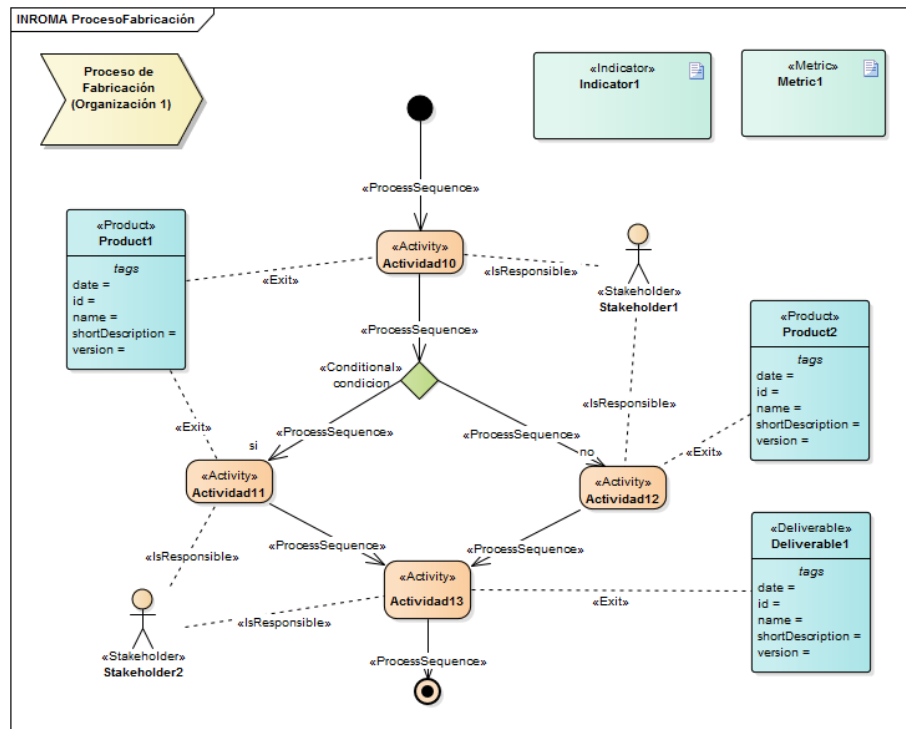 INROMA ProcesoFabricación
Proceso de
Fabricación
(Organización 1)
«Indicator»
Indicator1
«Metric»
Metric1
«ProcessSequence»
«Product»
Product1
tags
date =
id =
name =
shortDescription =
version =
«Exit»
«Activity»
Actividad10
«IsResponsible»
«Stakeholder»
Stakeholder1
«ProcessSequence»
«Product»
Product2
tags
date =
id =
name =
shortDescription =
version =
«Conditional»
condicion
«IsResponsible»
«Exit»
«ProcessSequence»
«ProcessSequence»
si
no
«Exit»
«Activity»
Actividad11
«Activity»
Actividad12
«IsResponsible»
«ProcessSequence»
«ProcessSequence»
«Deliverable»
Deliverable1
tags
date =
id =
name =
shortDescription =
version =
«Activity»
Actividad13
«Exit»
«IsResponsible»
«Stakeholder»
Stakeholder2
«ProcessSequence»